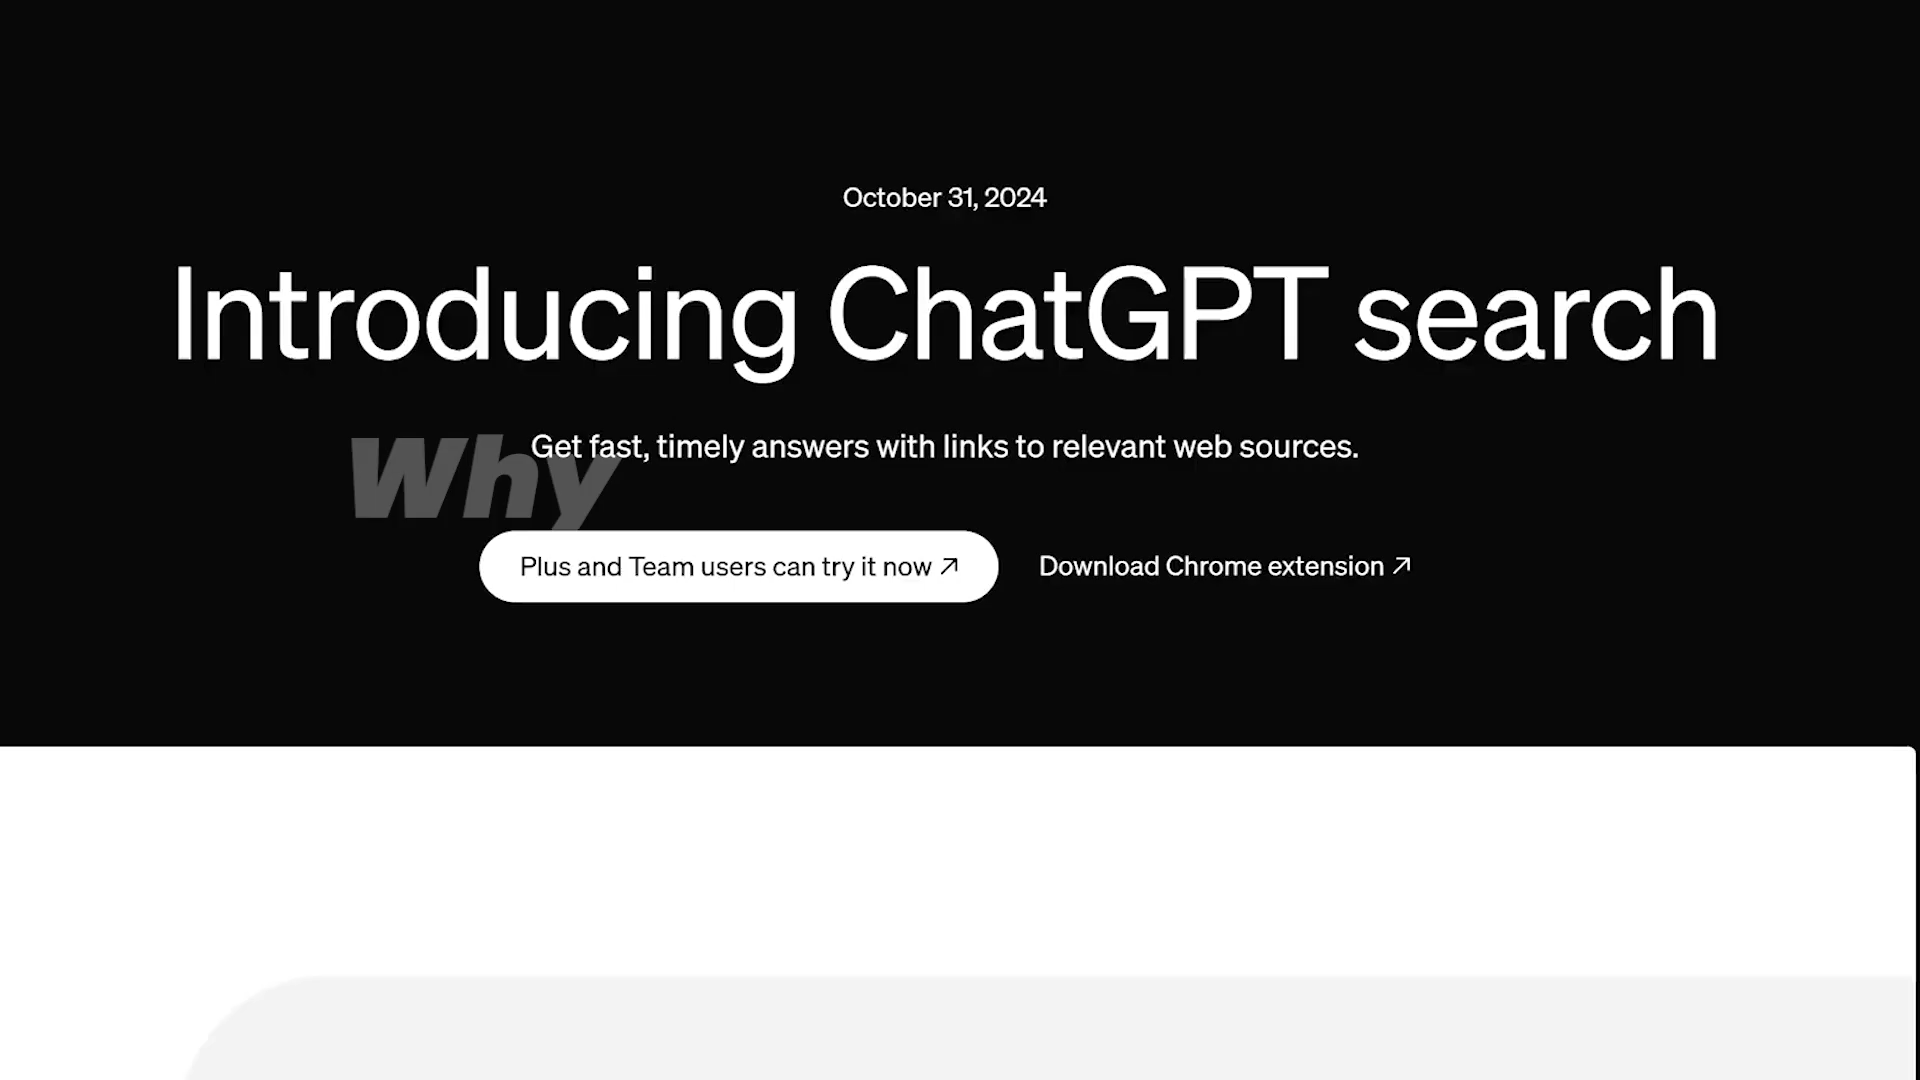 October 31, 2024
Introducing ChatGPT search
Get fast, timely answers with links to relevant web sources.
Why
Plus and Team users can try it now ↗
Download Chrome extension ↗